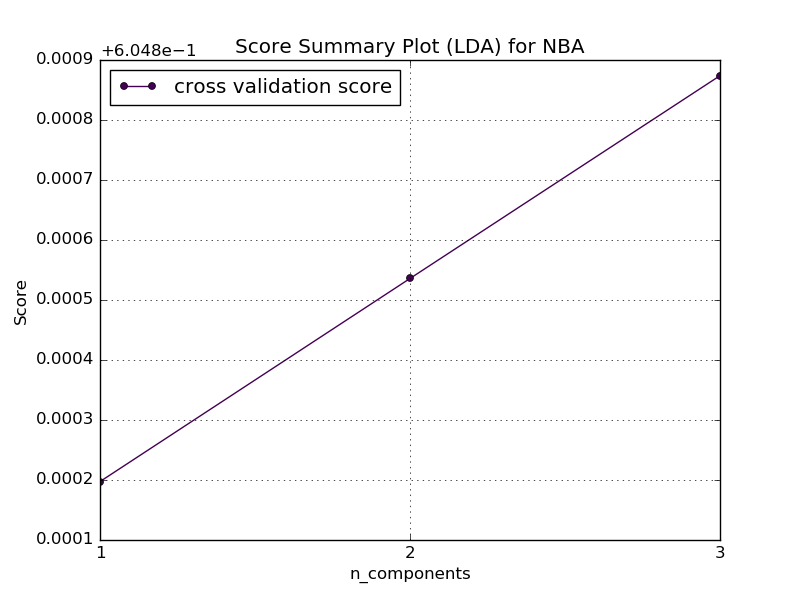 +6.048e−1
Score Summary Plot (LDA) for NBA
cross validation score
0.0009
0.0008
0.0007
0.0006
0.0005
0.0004
0.0003
0.0002
0.0001
Score
1 2 3
n_components